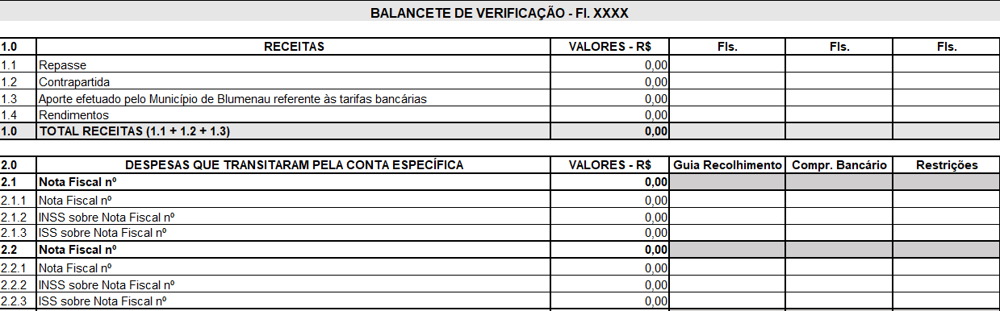 BALANCETE DE VERIFICAÇÃO - Fl. XXXX
1.0 RECEITAS VALORES - R$ Fls. Fls. Fls.
1.1 Repasse 0,00
1.2 Contrapartida 0,00
1.3 Aporte efetuado pelo Município de Blumenau referente às tarifas bancárias 0,00
1.4 Rendimentos 0,00
1.0 TOTAL RECEITAS (1.1 + 1.2 + 1.3) 0,00
2.0 DESPESAS QUE TRANSITARAM PELA CONTA ESPECÍFICA VALORES - R$ Guia Recolhimento Compr. Bancário Restrições
2.1 Nota Fiscal nº 0,00
2.1.1 Nota Fiscal nº 0,00
2.1.2 INSS sobre Nota Fiscal nº 0,00
2.1.3 ISS sobre Nota Fiscal nº 0,00
2.2 Nota Fiscal nº 0,00
2.2.1 Nota Fiscal nº 0,00
2.2.2 INSS sobre Nota Fiscal nº 0,00
2.2.3 ISS sobre Nota Fiscal nº 0,00